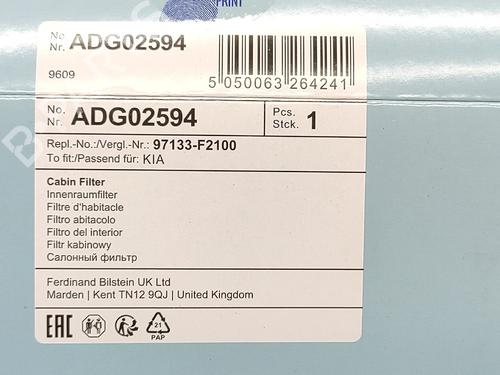 PRINT
No.
Nr. ADG02594
9609
5 050063 264241
No.
Nr. ADG02594
Pcs.
Stck. 1
Repl.-No.:/Vergl.-Nr.: 97133-F2100
To fit:/Passend für: KIA
Cabin Filter
Innenraumfilter
Filtre d'habitacle
Filtro abitacolo
Filtro del interior
Filtr kabinowy
Салонный фильтр
Ferdinand Bilstein UK Ltd
Marden | Kent TN12 9QJ | United Kingdom
EAC
21
PAP